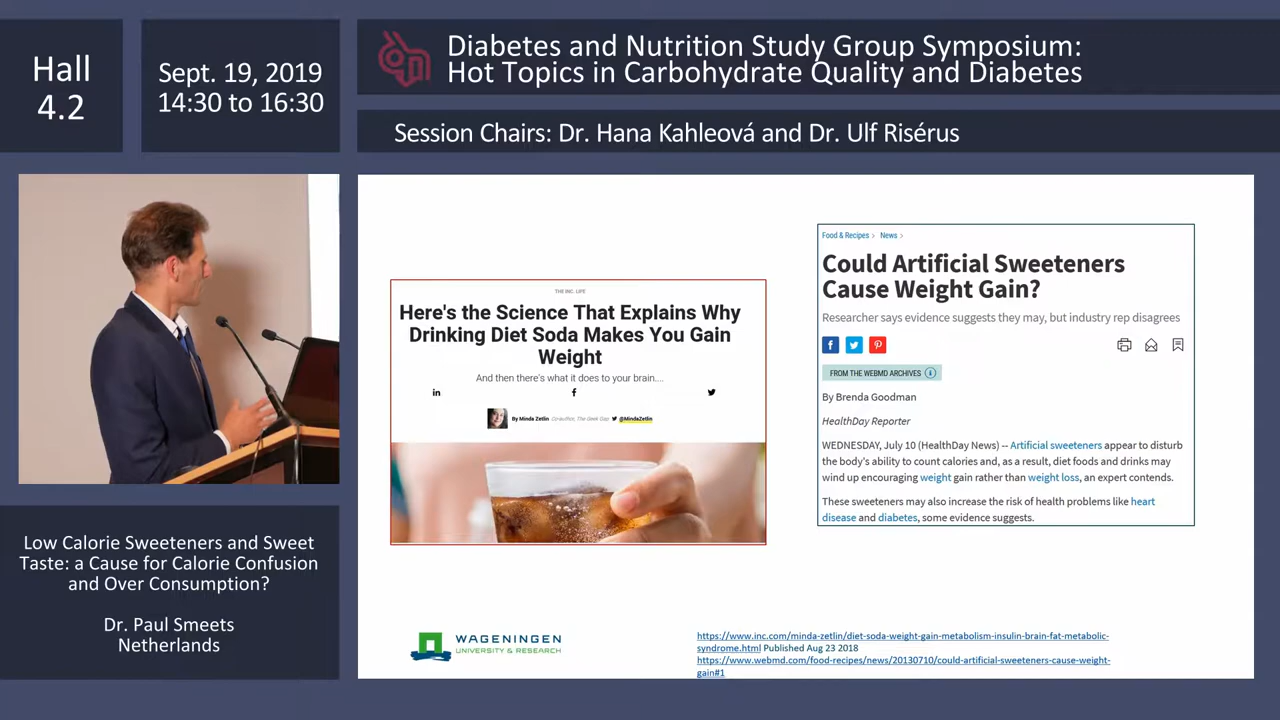 Hall
4.2
Sept. 19, 2019
14:30 to 16:30
Diabetes and Nutrition Study Group Symposium:
Hot Topics in Carbohydrate Quality and Diabetes
Session Chairs: Dr. Hana Kahleová and Dr. Ulf Risérus
THE INC. LIFE
Here's the Science That Explains Why
Drinking Diet Soda Makes You Gain
Weight
And then there's what it does to your brain....
By Minda Zetlin Co-author, The Geek Gap @MindaZetlin
Food & Recipes > News >
Could Artificial Sweeteners
Cause Weight Gain?
Researcher says evidence suggests they may, but industry rep disagrees
FROM THE WEBMD ARCHIVES
By Brenda Goodman
HealthDay Reporter
WEDNESDAY, July 10 (HealthDay News) -- Artificial sweeteners appear to disturb
the body's ability to count calories and, as a result, diet foods and drinks may
wind up encouraging weight gain rather than weight loss, an expert contends.
These sweeteners may also increase the risk of health problems like heart
disease and diabetes, some evidence suggests.
Low Calorie Sweeteners and Sweet
Taste: a Cause for Calorie Confusion
and Over Consumption?
Dr. Paul Smeets
Netherlands
WAGENINGEN
UNIVERSITY & RESEARCH
https://www.inc.com/minda-zetlin/diet-soda-weight-gain-metabolism-insulin-brain-fat-metabolic-
syndrome.html Published Aug 23 2018
https://www.webmd.com/food-recipes/news/20130710/could-artificial-sweeteners-cause-weight-
gain#1